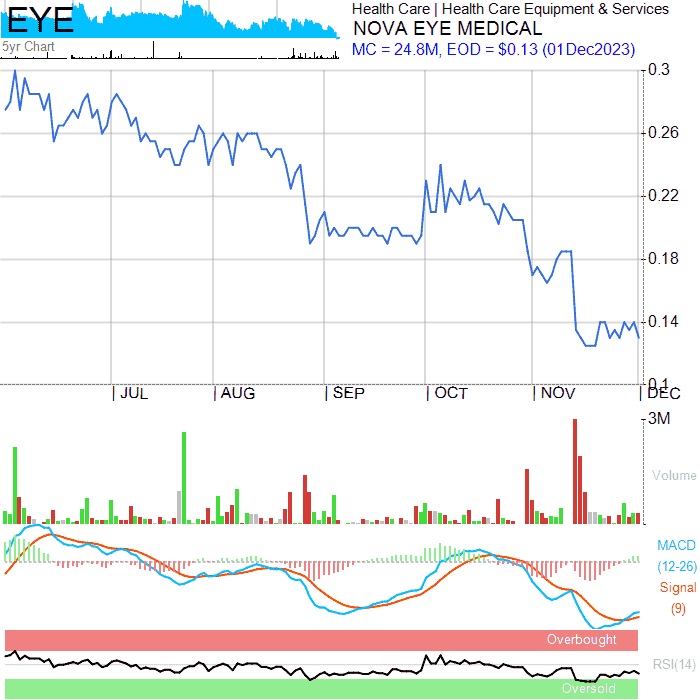 EYE
5yr Chart
Health Care | Health Care Equipment & Services
NOVA EYE MEDICAL
MC = 24.8M, EOD = $0.13 (01Dec2023)
0.3
0.26
0.22
0.18
0.14
0.1
JUL
AUG
SEP
OCT
NOV
DEC
3M
Volume
MACD
(12-26)
Signal
(9)
Overbought
RSI(14)
Oversold